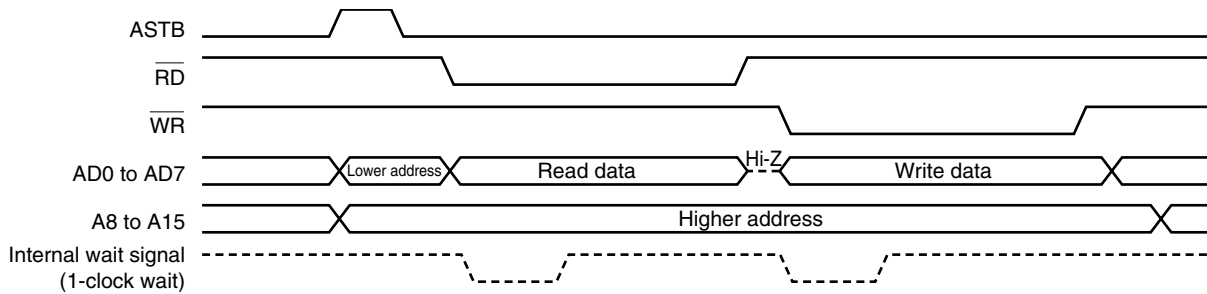 ASTB
RD
WR
AD0 to AD7 Lower address Read data Hi-Z Write data
A8 to A15 Higher address
Internal wait signal
(1-clock wait)